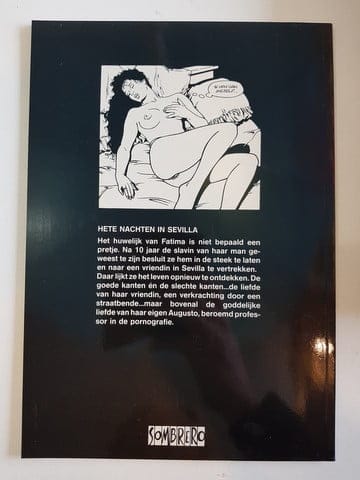 HETE NACHTEN IN SEVILLA
Het huwelijk van Fatima is niet bepaald een
pretje. Na 10 jaar de slavin van haar man ge-
weest te zijn besluit ze hem in de steek te laten
en naar een vriendin in Sevilla te vertrekken.
Daar lijkt ze het leven opnieuw te ontdekken. De
goede kanten én de slechte kanten...de liefde
van haar vriendin, een verkrachting door een
straatbende...maar bovenal de goddelijke
liefde van haar eigen Augusto, beroemd profes-
sor in de pornografie.
SOMBRERO